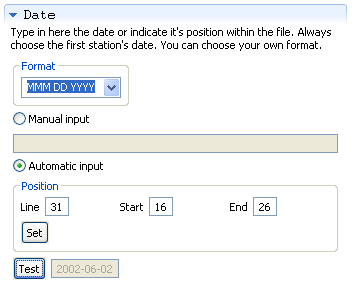 Date
Type in here the date or indicate it's position within the file. Always
choose the first station's date. You can choose your own format.
Format
MMM DD YYYY
Manual input
Automatic input
Position
Line 31 Start 16 End 26
Set
Test 2002-06-02